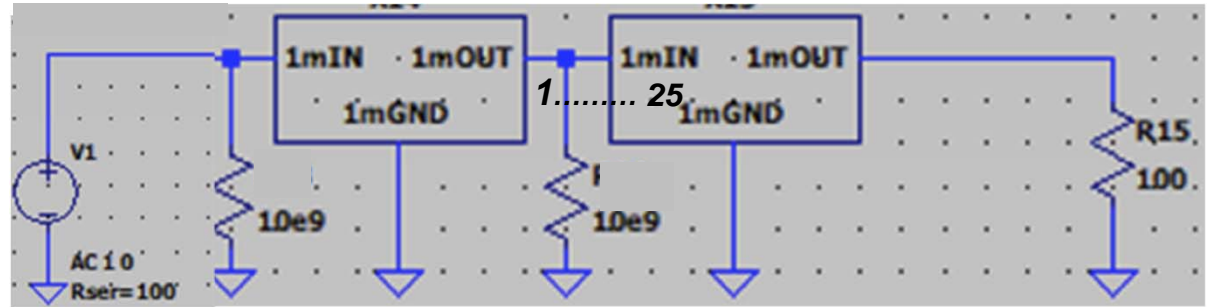 1mIN 1mOUT 1mIN 1mOUT
1......... 25
1mGND 1mGND
V1
R15
100
10e9 10e9
AC 1 0
Rser=100